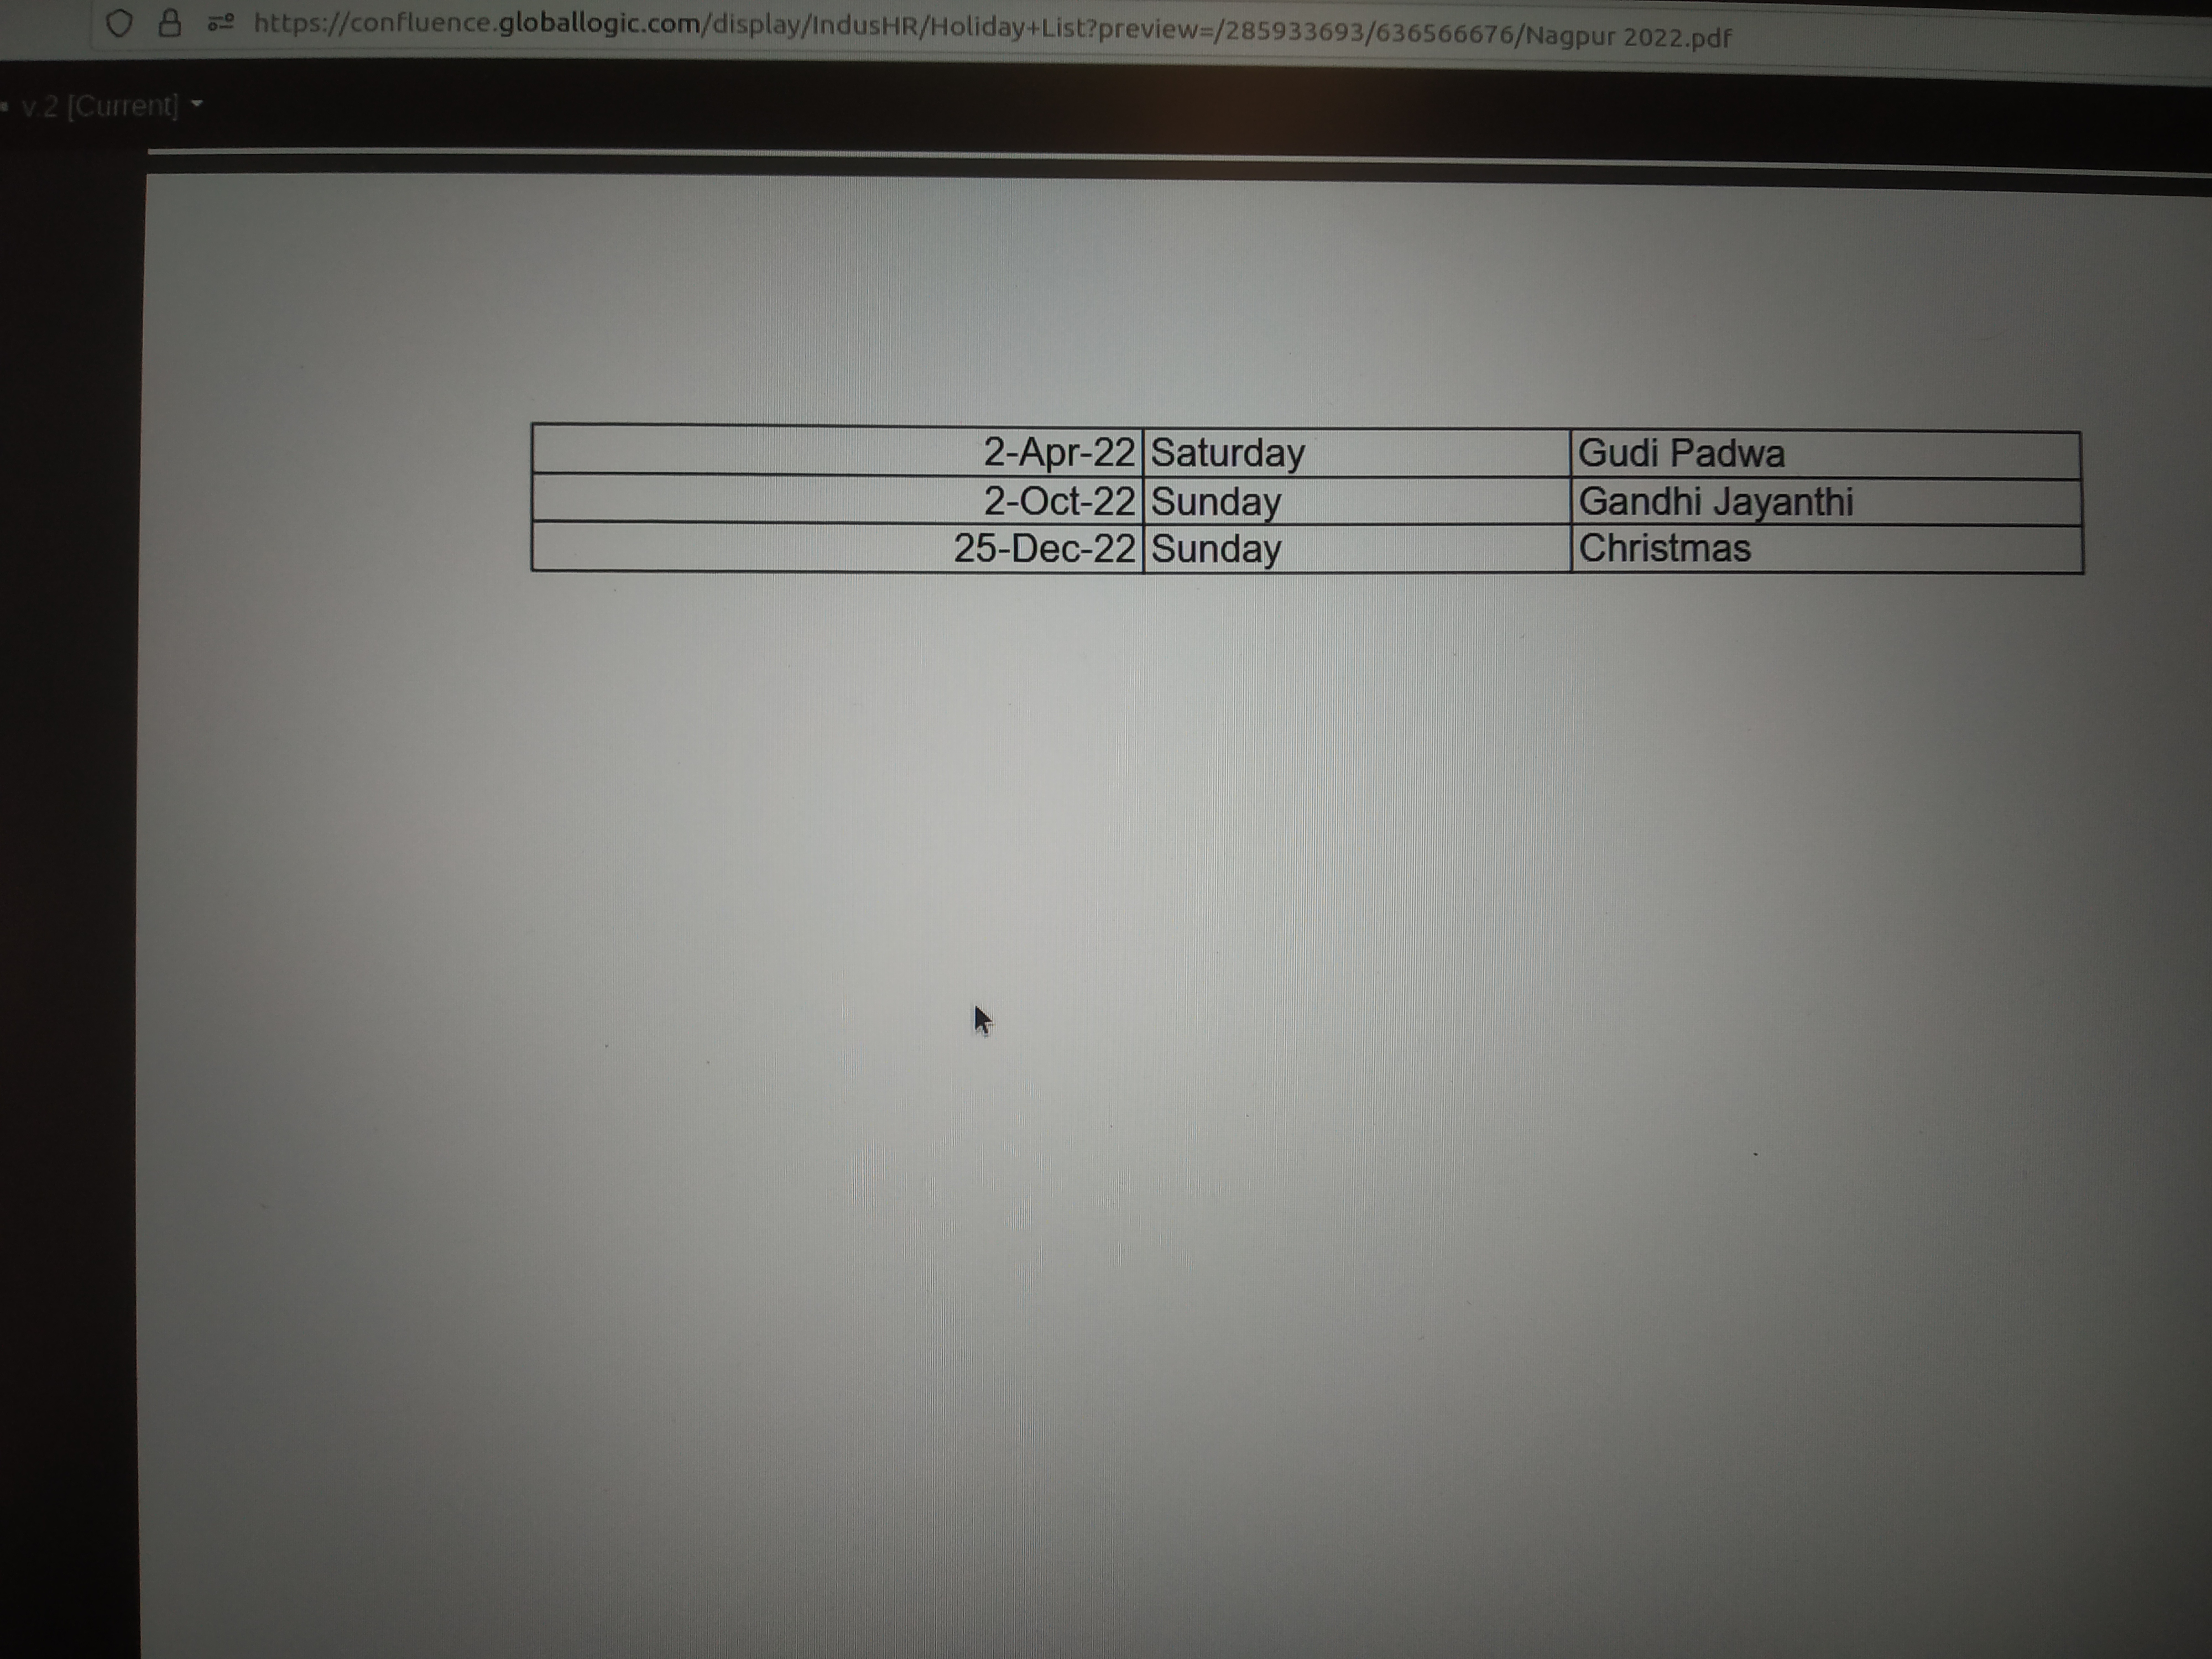 https://confluence.globallogic.com/display/IndusHR/Holiday+List?preview=/285933693/636566676/Nagpur 2022.pdf
v.2 [Current]
2-Apr-22 Saturday Gudi Padwa
2-Oct-22 Sunday Gandhi Jayanthi
25-Dec-22 Sunday Christmas